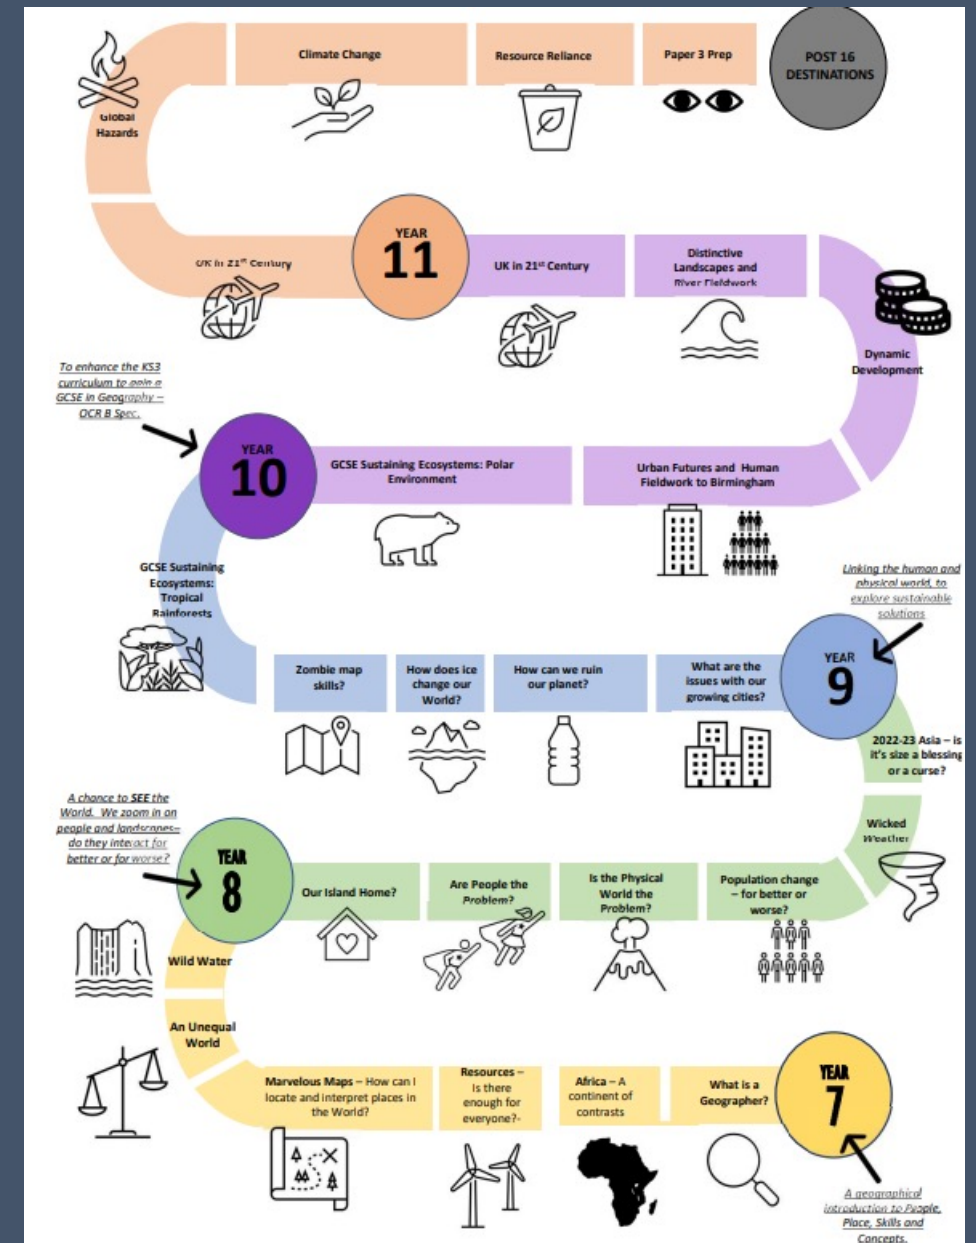 Climate Change
Resource Reliance
Paper 3 Prep
POST 16
DESTINATIONS
Global
Hazards
UK in 21st Century
YEAR
11
UK in 21st Century
Distinctive
Landscapes and
River Fieldwork
Dynamic
Development
To enhance the KS3
curriculum to gain a
GCSE in Geography –
OCR B Spec.
YEAR
10
GCSE Sustaining Ecosystems: Polar
Environment
Urban Futures and Human
Fieldwork to Birmingham
GCSE Sustaining
Ecosystems:
Tropical
Rainforests
Linking the human and
physical world, to
explore sustainable
solutions
Zombie map
skills?
How does ice
change our
World?
How can we ruin
our planet?
What are the
issues with our
growing cities?
YEAR
9
2022-23 Asia – is
it's size a blessing
or a curse?
A chance to SEE the
World. We zoom in on
people and landscapes–
do they interact for
better or for worse?
Wicked
Weather
YEAR
8
Our Island Home?
Are People the
Problem?
Is the Physical
World the
Problem?
Population change
– for better or
worse?
Wild Water
An Unequal
World
Marvelous Maps – How can I
locate and interpret places in
the World?
Resources –
Is there
enough for
everyone?-
Africa – A
continent of
contrasts
What is a
Geographer?
YEAR
7
A geographical
introduction to People,
Place, Skills and
Concepts.